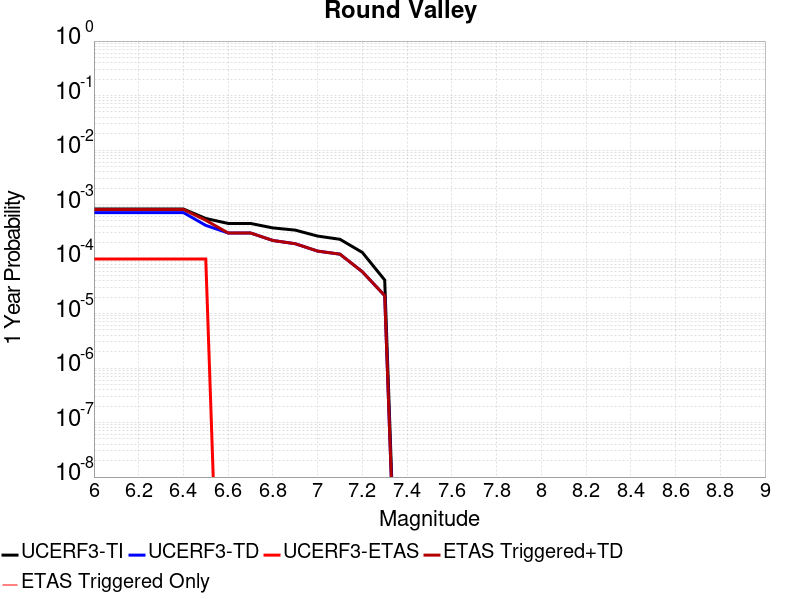 Round Valley
1 Year Probability
10^0
10^-1
10^-2
10^-3
10^-4
10^-5
10^-6
10^-7
10^-8
6 6.2 6.4 6.6 6.8 7 7.2 7.4 7.6 7.8 8 8.2 8.4 8.6 8.8 9
Magnitude
UCERF3-TI UCERF3-TD UCERF3-ETAS ETAS Triggered+TD
ETAS Triggered Only